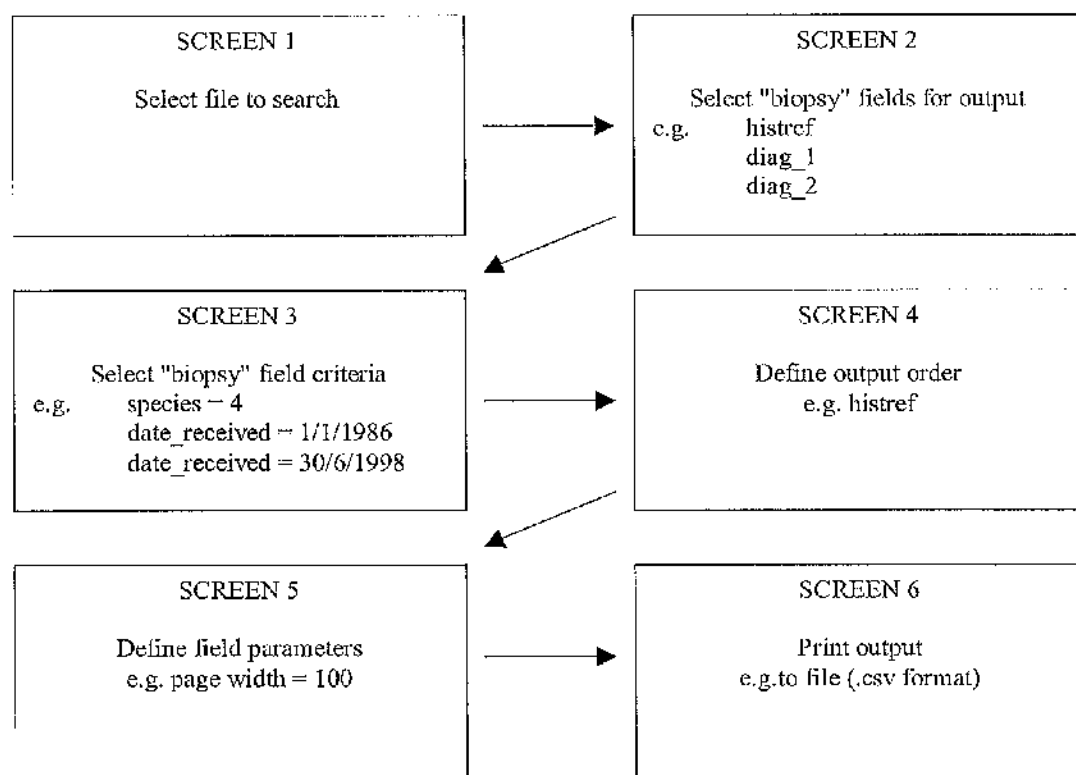 SCREEN 1
Select file to search
SCREEN 2
Select "biopsy" fields for output
e.g. histref
diag_1
diag_2
SCREEN 3
Select "biopsy" field criteria
e.g. species = 4
date_received = 1/1/1986
date_received = 30/6/1998
SCREEN 4
Define output order
e.g. histref
SCREEN 5
Define field parameters
e.g. page width = 100
SCREEN 6
Print output
e.g.to file (.csv format)